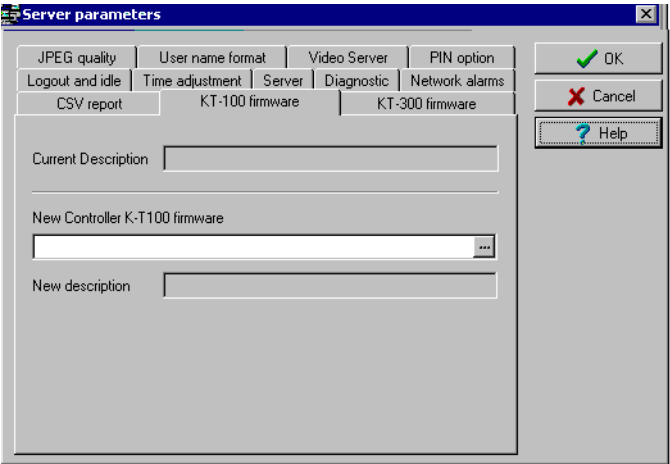 Server parameters
JPEG quality User name format Video Server PIN option
Logout and idle Time adjustment Server Diagnostic Network alarms
CSV report KT-100 firmware KT-300 firmware
OK
Cancel
Help
Current Description
New Controller K-T100 firmware
...
New description